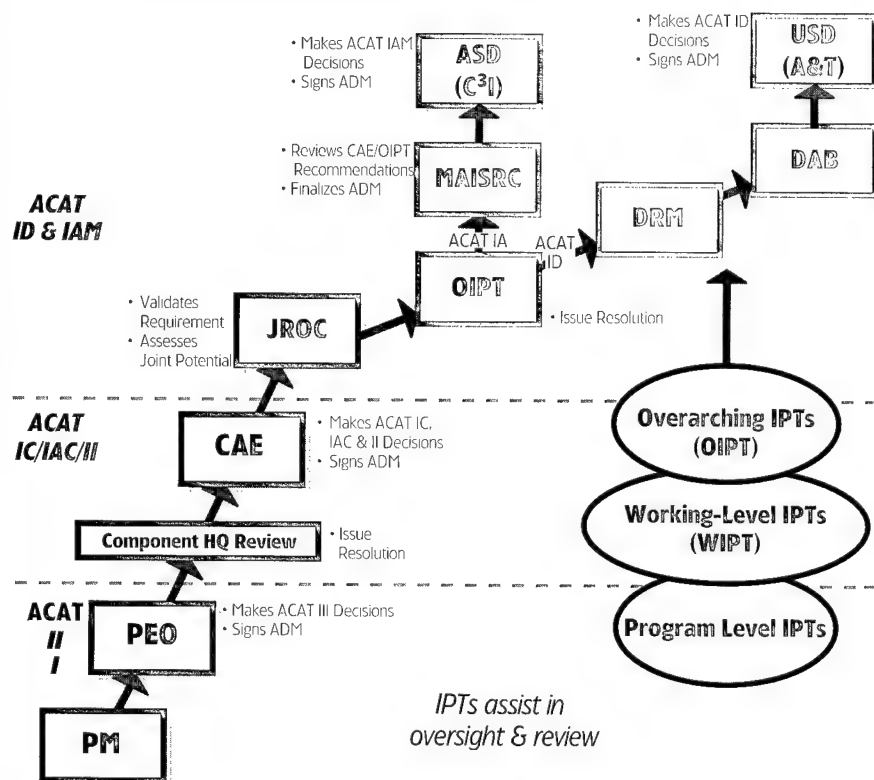 • Makes ACAT IAM
Decisions
• Signs ADM
ASD
(C³I)
• Makes ACAT ID
Decisions
• Signs ADM
USD
(A&T)
• Reviews CAE/OIPT
Recommendations
• Finalizes ADM
MAISRC
DAB
ACAT
ID & IAM
DRM
ACAT IA
ACAT
ID
OIPT
• Issue Resolution
• Validates
Requirement
• Assesses
Joint Potential
JROC
ACAT
IC/IAC/II
CAE
• Makes ACAT IC,
IAC & II Decisions
• Signs ADM
Overarching IPTs
(OIPT)
Component HQ Review
• Issue
Resolution
Working-Level IPTs
(WIPT)
ACAT
II
I
PEO
• Makes ACAT III Decisions
• Signs ADM
Program Level IPTs
PM
IPTs assist in
oversight & review